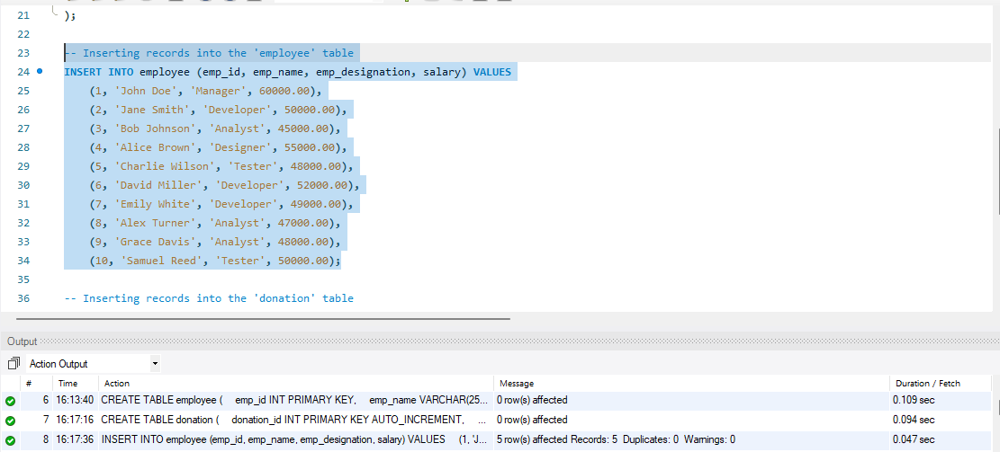 21 );
22
23 -- Inserting records into the 'employee' table
24 INSERT INTO employee (emp_id, emp_name, emp_designation, salary) VALUES
25 (1, 'John Doe', 'Manager', 60000.00),
26 (2, 'Jane Smith', 'Developer', 50000.00),
27 (3, 'Bob Johnson', 'Analyst', 45000.00),
28 (4, 'Alice Brown', 'Designer', 55000.00),
29 (5, 'Charlie Wilson', 'Tester', 48000.00),
30 (6, 'David Miller', 'Developer', 52000.00),
31 (7, 'Emily White', 'Developer', 49000.00),
32 (8, 'Alex Turner', 'Analyst', 47000.00),
33 (9, 'Grace Davis', 'Analyst', 48000.00),
34 (10, 'Samuel Reed', 'Tester', 50000.00);
35
36 -- Inserting records into the 'donation' table
Output
Action Output
# Time Action Message Duration / Fetch
6 16:13:40 CREATE TABLE employee ( emp_id INT PRIMARY KEY, emp_name VARCHAR(25... 0 row(s) affected 0.109 sec
7 16:17:16 CREATE TABLE donation ( donation_id INT PRIMARY KEY AUTO_INCREMENT, ... 0 row(s) affected 0.094 sec
8 16:17:36 INSERT INTO employee (emp_id, emp_name, emp_designation, salary) VALUES (1, 'J... 5 row(s) affected Records: 5 Duplicates: 0 Warnings: 0 0.047 sec